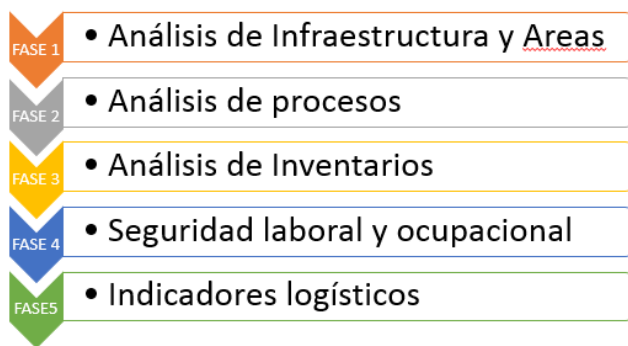 FASE 1
• Análisis de Infraestructura y Areas
FASE 2
• Análisis de procesos
FASE 3
• Análisis de Inventarios
FASE 4
• Seguridad laboral y ocupacional
FASE5
• Indicadores logísticos